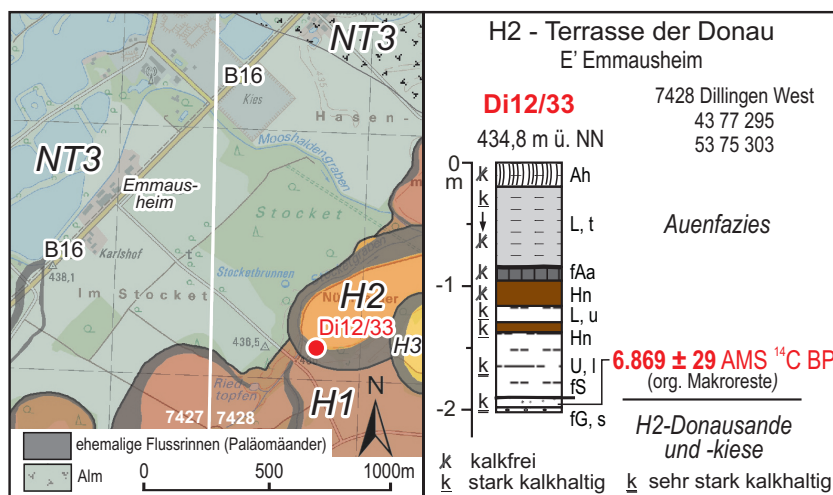 NT3
B16
Kies
235
Hasen-
Mooshaldengraben
NT3
Emmaus-
heim
Stocket
B16
Karlshof
438,1
Stocketbrunnen
Im Stocket
H2
Di12/33
H3
430,5
Ried
topfen
H1
N
7427
7428
ehemalige Flussrinnen (Paläomäander)
Alm
0 500 1000m
H2 - Terrasse der Donau
E' Emmausheim
Di12/33
434,8 m ü. NN
7428 Dillingen West
43 77 295
53 75 303
0
m
k
Ah
k
L, t
k
Auenfazies
-1
k
fAa
k
Hn
k
L, u
k
Hn
k
U, l
6.869 ± 29 AMS 14C BP
(org. Makroreste)
fS
k
-2
fG, s
H2-Donausande
und -kiese
k kalkfrei
k stark kalkhaltig
k sehr stark kalkhaltig